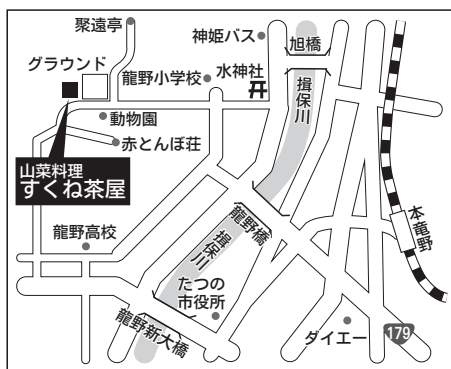 聚遠亭
神姫バス
旭橋
グラウンド
龍野小学校
水神社
揖保川
動物園
赤とんぼ荘
山菜料理
すくね茶屋
本竜野
龍野高校
龍野橋
揖保川
たつの
市役所
龍野新大橋
ダイエー
179